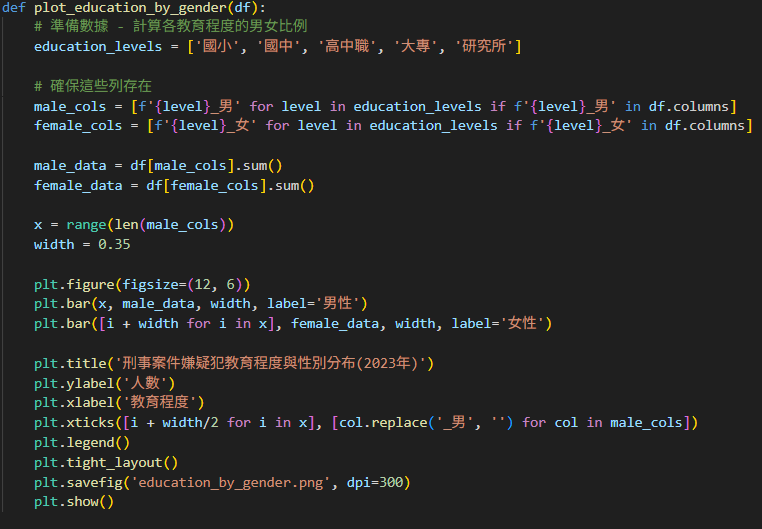 def plot_education_by_gender(df):
    # 準備數據 - 計算各教育程度的男女比例
    education_levels = ['國小', '國中', '高中職', '大專', '研究所']
    # 確保這些列存在
    male_cols = [f'{level}_男' for level in education_levels if f'{level}_男' in df.columns]
    female_cols = [f'{level}_女' for level in education_levels if f'{level}_女' in df.columns]
    male_data = df[male_cols].sum()
    female_data = df[female_cols].sum()
    x = range(len(male_cols))
    width = 0.35
    plt.figure(figsize=(12, 6))
    plt.bar(x, male_data, width, label='男性')
    plt.bar([i + width for i in x], female_data, width, label='女性')
    plt.title('刑事案件嫌疑犯教育程度與性別分布(2023年)')
    plt.ylabel('人數')
    plt.xlabel('教育程度')
    plt.xticks([i + width/2 for i in x], [col.replace('_男', '') for col in male_cols])
    plt.legend()
    plt.tight_layout()
    plt.savefig('education_by_gender.png', dpi=300)
    plt.show()